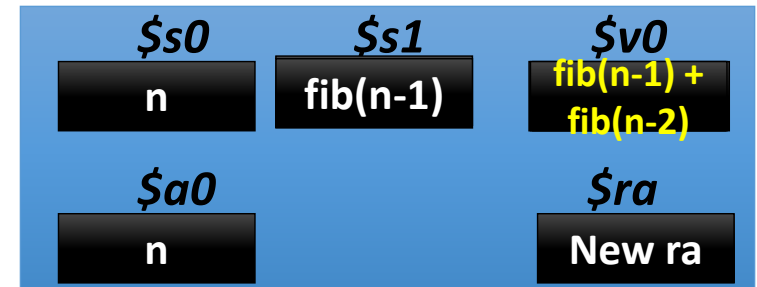 $s0 $s1 $v0
n fib(n-1) fib(n-1) +
fib(n-2)
$a0 $ra
n New ra